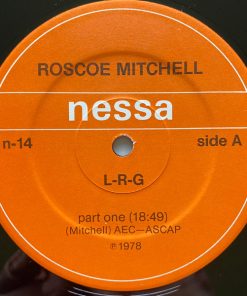 ROSCOE MITCHELL
nessa
n-14 side A
L-R-G
part one (18:49)
(Mitchell) AEC—ASCAP
℗1978